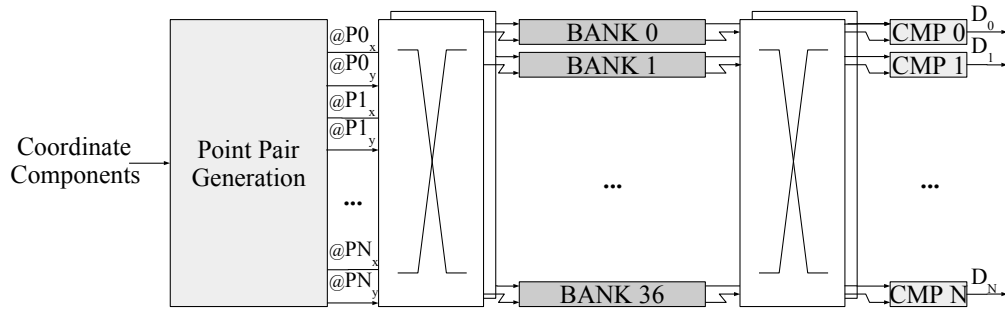 Coordinate
Components
Point Pair
Generation
@P0x
@P0y
@P1x
@P1y
...
@PNx
@PNy
BANK 0
BANK 1
...
BANK 36
CMP 0
CMP 1
...
CMP N
D0
D1
DN